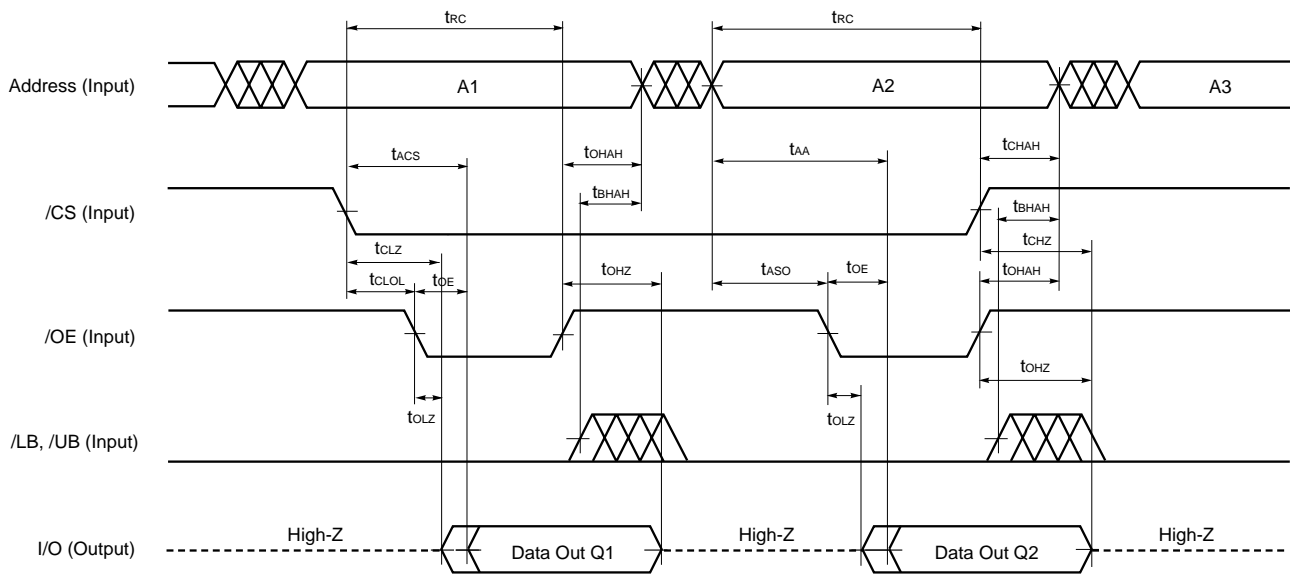 tRC
tRC
Address (Input)
A1
A2
A3
tACS
tOHAH
tAA
tCHAH
tBHAH
tBHAH
/CS (Input)
tCLZ
tCHZ
tCLOL
tOE
tOHZ
tASO
tOE
tOHAH
/OE (Input)
tOHZ
tOLZ
tOLZ
/LB, /UB (Input)
I/O (Output)
High-Z
Data Out Q1
High-Z
Data Out Q2
High-Z